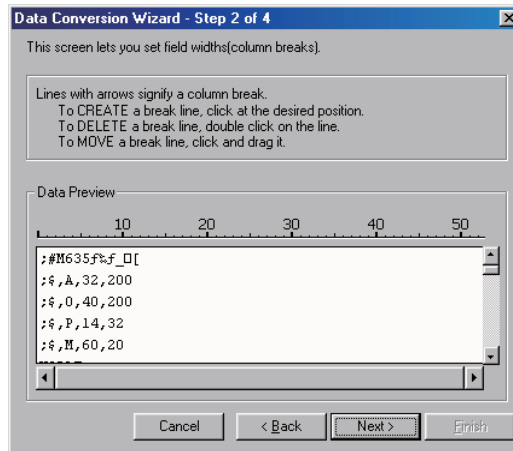 Data Conversion Wizard - Step 2 of 4
This screen lets you set field widths(column breaks).
Lines with arrows signify a column break.
To CREATE a break line, click at the desired position.
To DELETE a break line, double click on the line.
To MOVE a break line, click and drag it.
Data Preview
10 20 30 40 50
;#M635ƒ%ƒ_□[
;$,A,32,200
;$,0,40,200
;$,P,14,32
;$,M,60,20
Cancel < Back Next > Finish